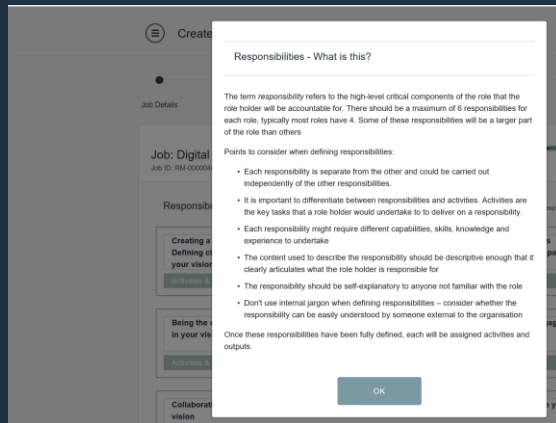 Create
Responsibilities - What is this?
Job Details
The term responsibility refers to the high-level critical components of the role that the
role holder will be accountable for. There should be a maximum of 6 responsibilities for
each role, typically most roles have 4. Some of these responsibilities will be a larger part
of the role than others
Points to consider when defining responsibilities:
• Each responsibility is separate from the other and could be carried out
independently of the other responsibilities.
• It is important to differentiate between responsibilities and activities. Activities are
the key tasks that a role holder would undertake to to deliver on a responsibility.
• Each responsibility might require different capabilities, skills, knowledge and
experience to undertake
• The content used to describe the responsibility should be descriptive enough that it
clearly articulates what the role holder is responsible for
• The responsibility should be self-explanatory to anyone not familiar with the role
• Don't use internal jargon when defining responsibilities – consider whether the
responsibility can be easily understood by someone external to the organisation
Once these responsibilities have been fully defined, each will be assigned activities and
outputs.
OK
Job: Digital
Job ID: RM-000004
Responsibi
Creating a
Defining cl
your vision
Activities &
Being the
in your vis
Activities &
Collaborat
vision